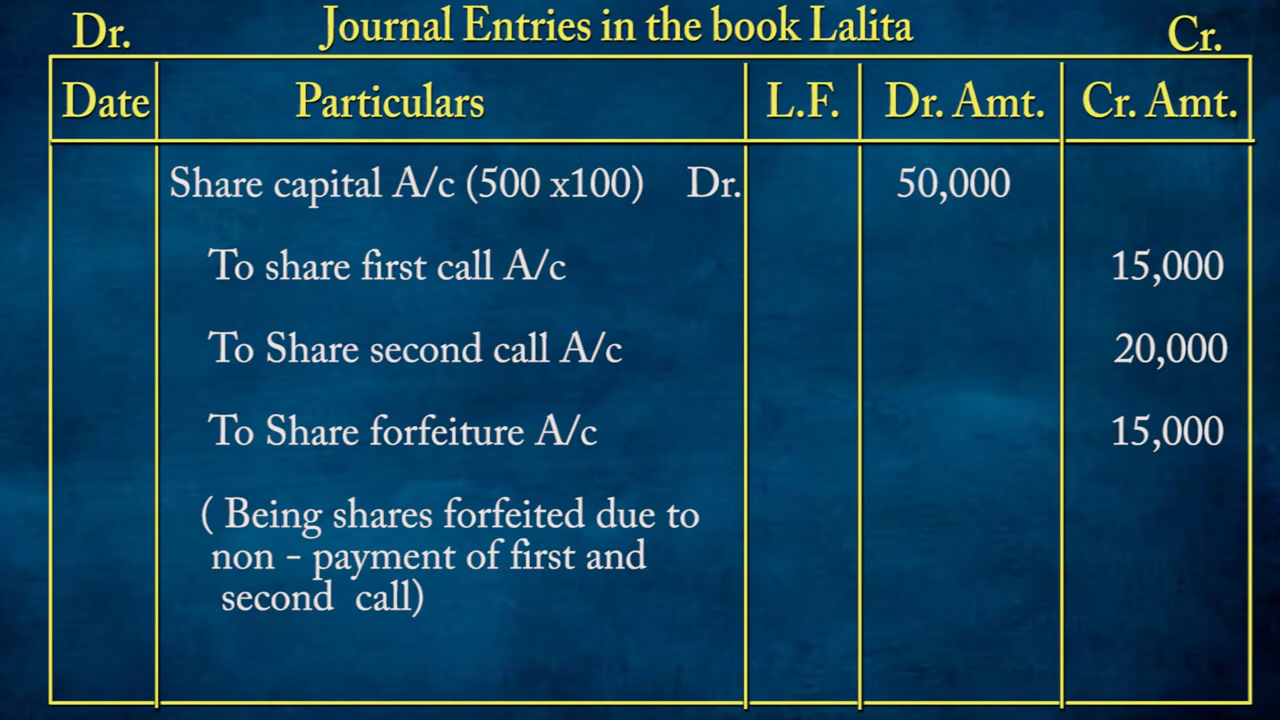 Dr. Journal Entries in the book Lalita Cr.
Date Particulars L.F. Dr. Amt. Cr. Amt.
Share capital A/c (500 x100) Dr. 50,000
To share first call A/c 15,000
To Share second call A/c 20,000
To Share forfeiture A/c 15,000
( Being shares forfeited due to
non - payment of first and
second call)